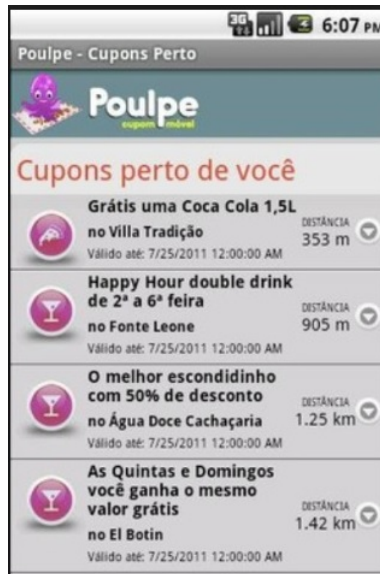 3G 6:07 PM
Poulpe - Cupons Perto
Poulpe
cupom móvel
Cupons perto de você
Grátis uma Coca Cola 1,5L
no Villa Tradição
Válido até: 7/25/2011 12:00:00 AM
DISTÂNCIA
353 m
Happy Hour double drink
de 2ª a 6ª feira
no Fonte Leone
Válido até: 7/25/2011 12:00:00 AM
DISTÂNCIA
905 m
O melhor escondidinho
com 50% de desconto
no Água Doce Cachaçaria
Válido até: 7/25/2011 12:00:00 AM
DISTÂNCIA
1.25 km
As Quintas e Domingos
você ganha o mesmo
valor grátis
no El Botin
Válido até: 7/25/2011 12:00:00 AM
DISTÂNCIA
1.42 km